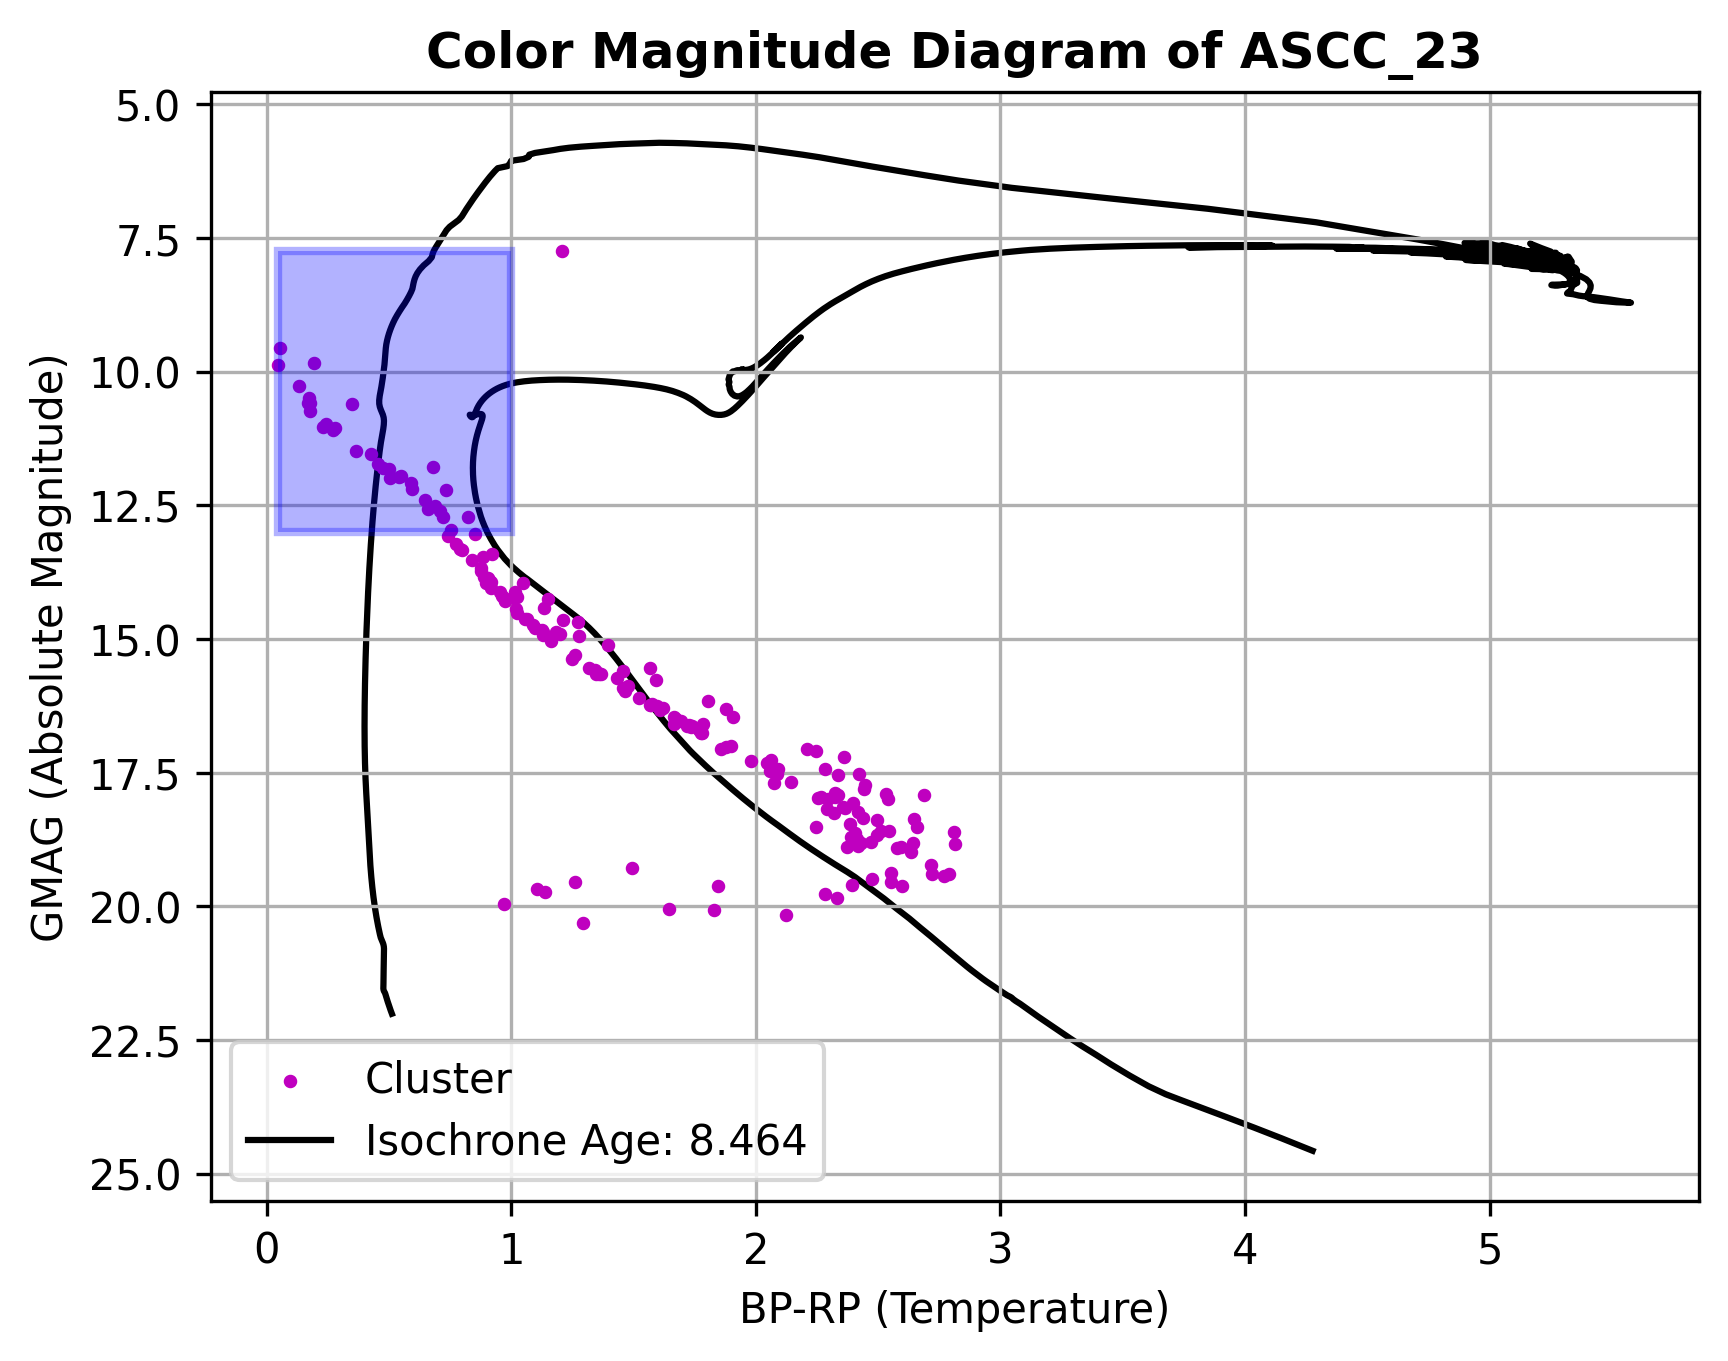 Color Magnitude Diagram of ASCC_23
GMAG (Absolute Magnitude)
5.0
7.5
10.0
12.5
15.0
17.5
20.0
22.5
25.0
Cluster
Isochrone Age: 8.464
0 1 2 3 4 5
BP-RP (Temperature)